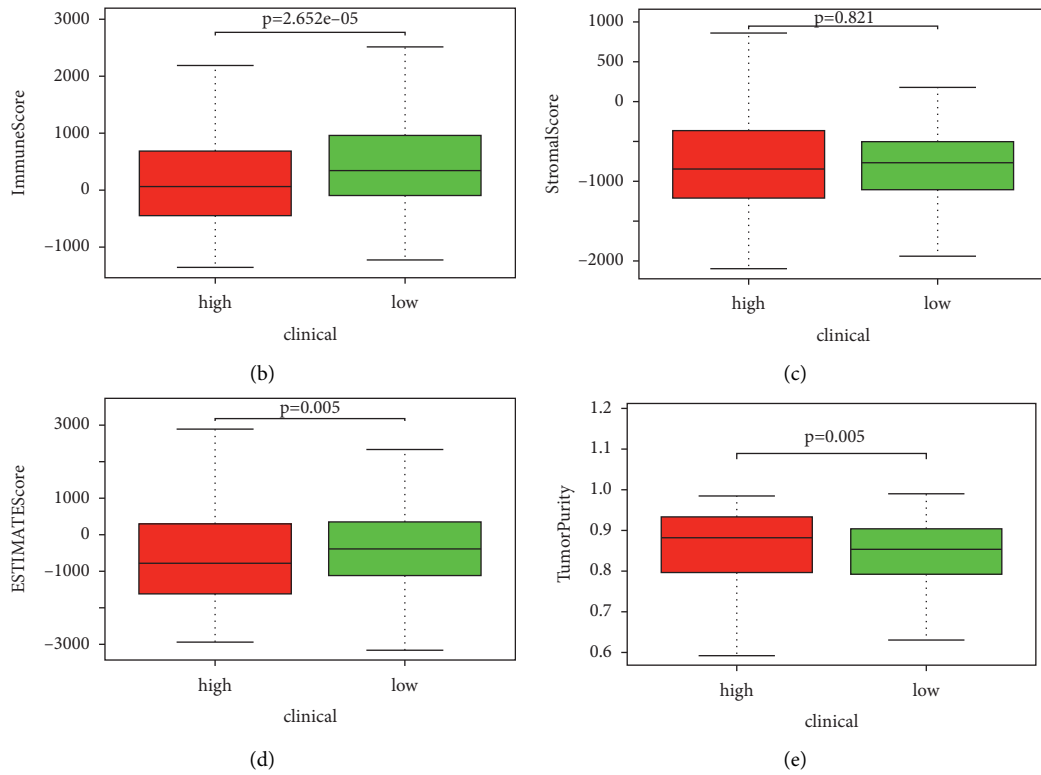 p=2.652e−05
3000
2000
1000
0
−1000
ImmuneScore
high
low
clinical
(b)
p=0.821
1000
500
0
−1000
−2000
StromalScore
high
low
clinical
(c)
p=0.005
3000
1000
0
−1000
−3000
ESTIMATEScore
high
low
clinical
(d)
1.2
p=0.005
1.1
1.0
0.9
0.8
0.7
0.6
TumorPurity
high
low
clinical
(e)